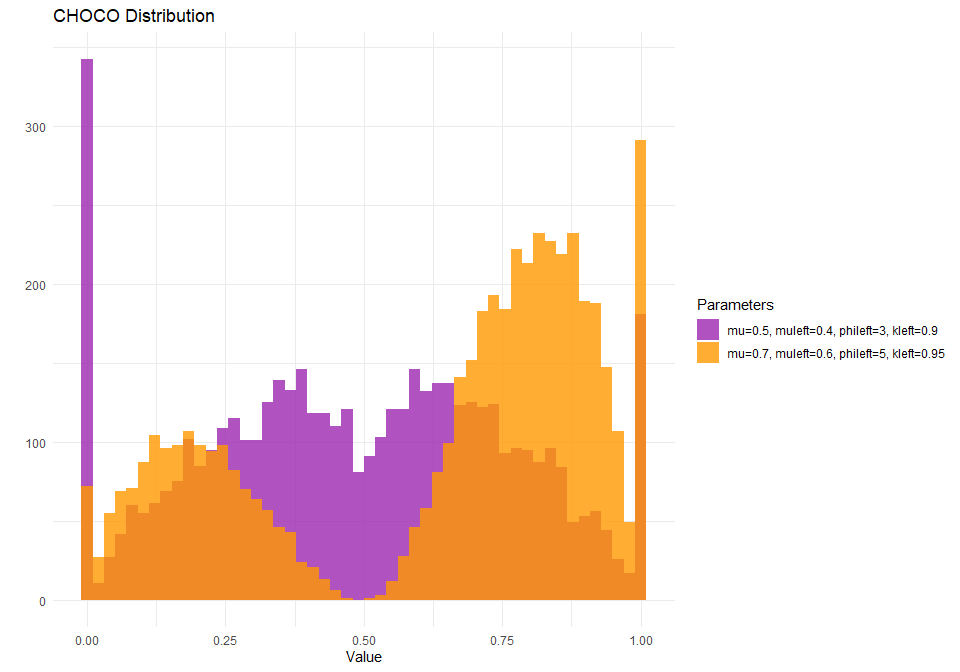 CHOCO Distribution
300
200
100
0
0.00 0.25 0.50 0.75 1.00
Value
Parameters
mu=0.5, muleft=0.4, phileft=3, kleft=0.9
mu=0.7, muleft=0.6, phileft=5, kleft=0.95